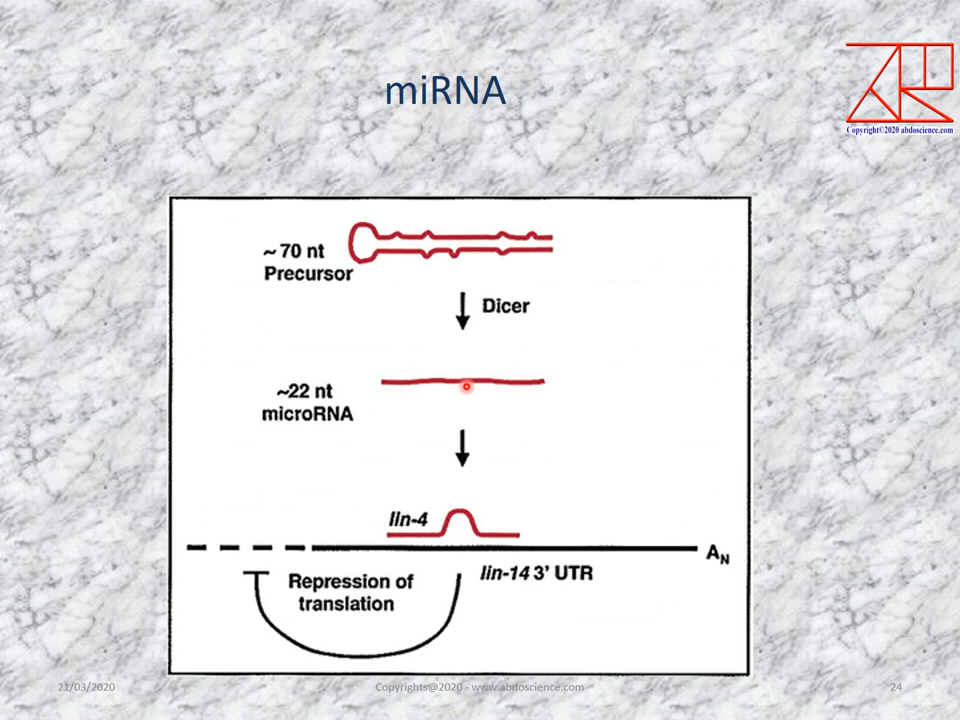 miRNA
Copyright©2020 abdoscience.com
~ 70 nt
Precursor
Dicer
~22 nt
microRNA
lin-4
AN
lin-14 3' UTR
Repression of
translation
21/03/2020
Copyrights@2020 - www.abdoscience.com
24